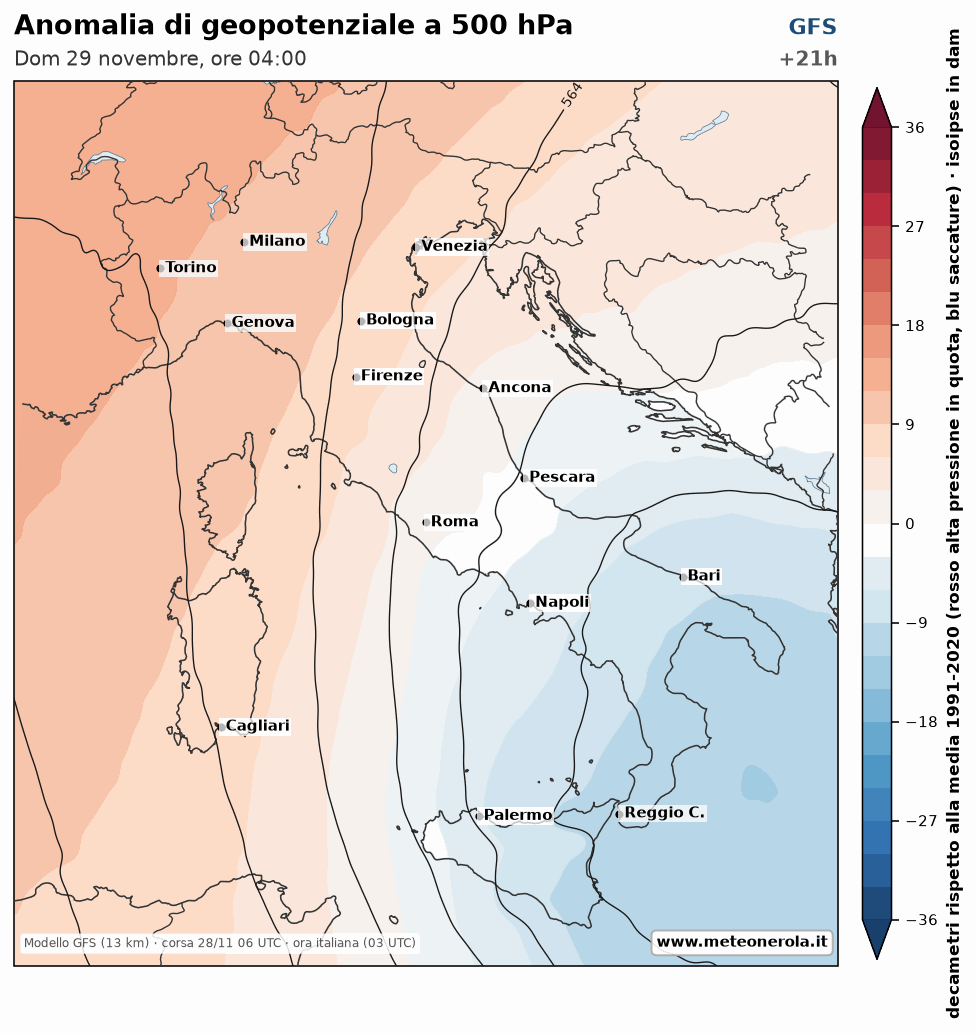 Anomalia di geopotenziale a 500 hPa
GFS
Dom 29 novembre, ore 04:00
+21h
564
Milano
Venezia
Torino
Genova
Bologna
Firenze
Ancona
Pescara
Roma
Bari
Napoli
Cagliari
Palermo
Reggio C.
Modello GFS (13 km) · corsa 28/11 06 UTC · ora italiana (03 UTC)
www.meteonerola.it
36
27
18
9
0
−9
−18
−27
−36
decametri rispetto alla media 1991-2020 (rosso alta pressione in quota, blu saccature) · isoipse in dam